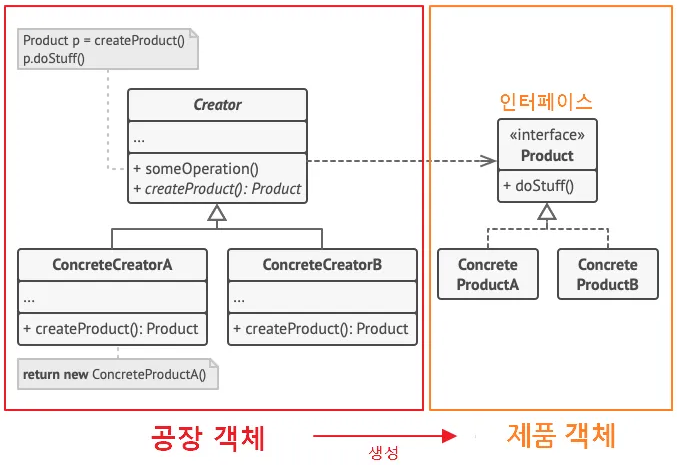 Product p = createProduct()
p.doStuff()
Creator
...
+ someOperation()
+ createProduct(): Product
ConcreteCreatorA
...
+ createProduct(): Product
ConcreteCreatorB
...
+ createProduct(): Product
return new ConcreteProductA()
인터페이스
«interface»
Product
+ doStuff()
Concrete
ProductA
Concrete
ProductB
공장 객체
생성
제품 객체